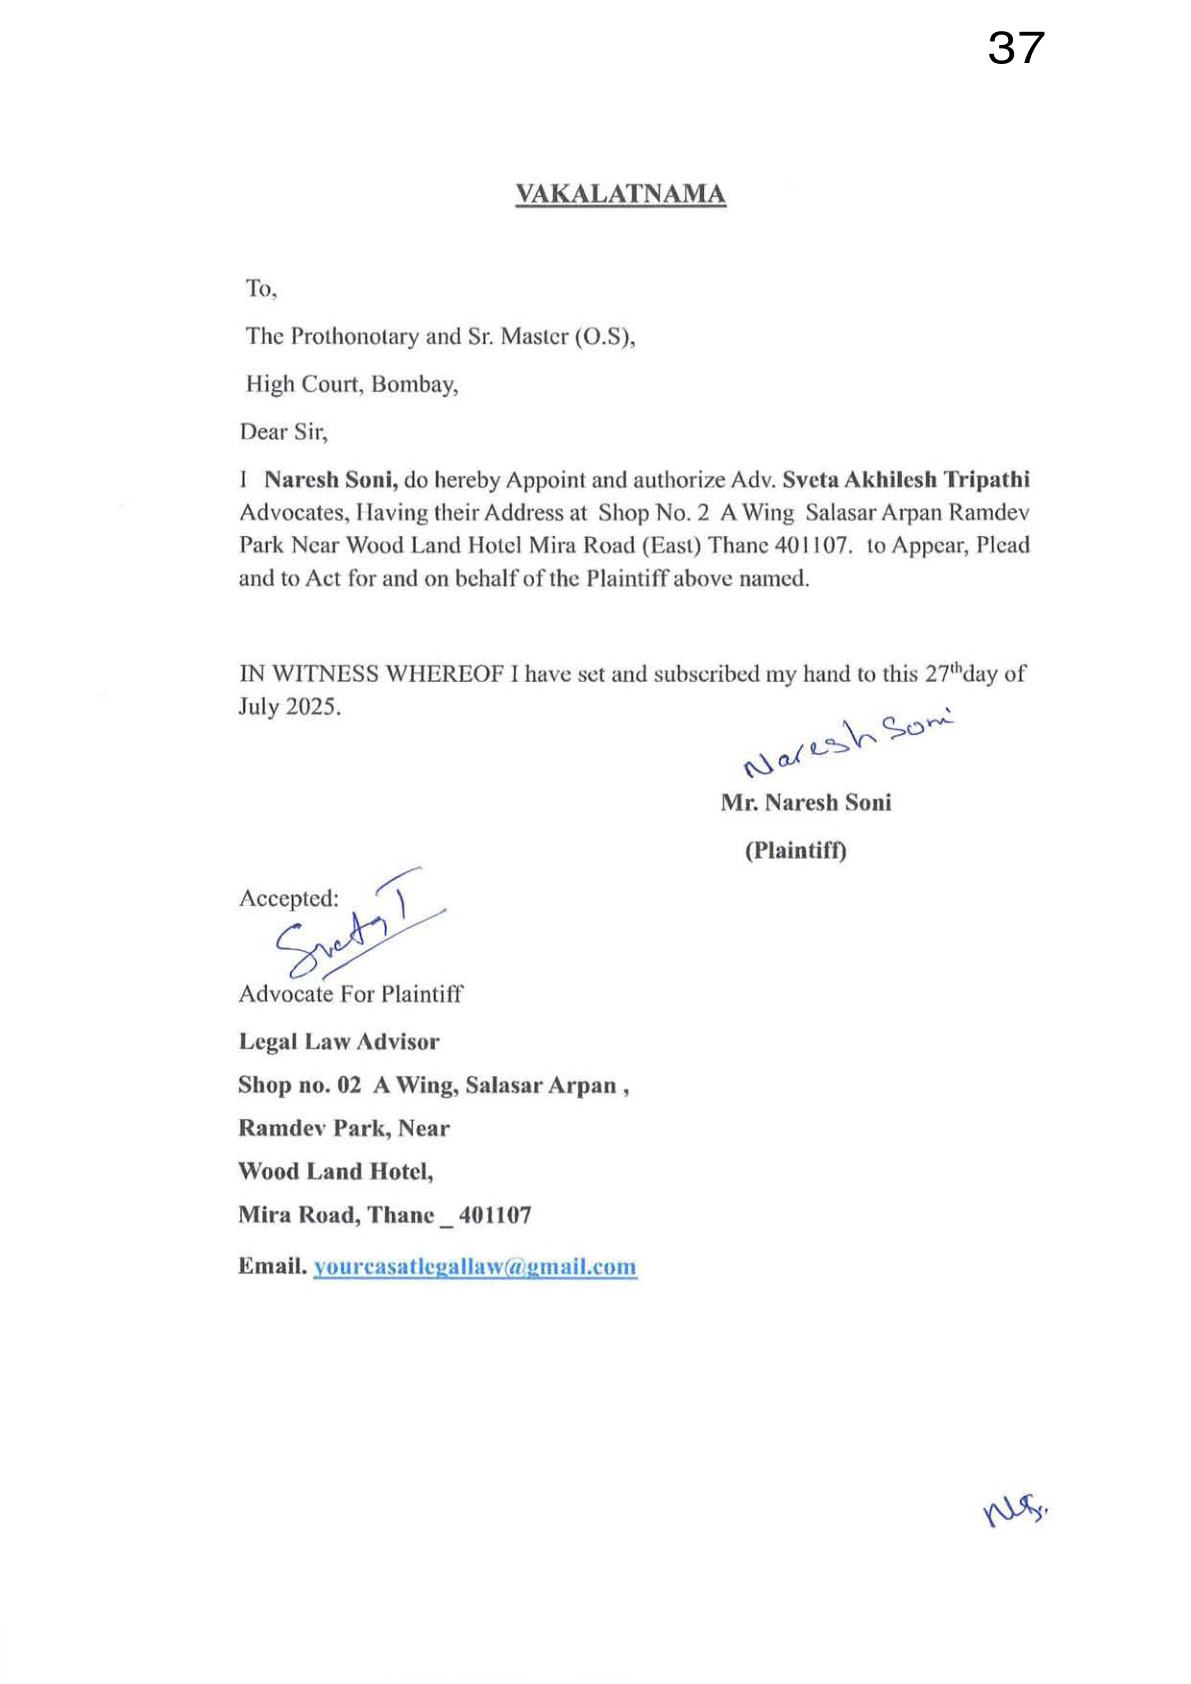 37
VAKALATNAMA
To,
The Prothonotary and Sr. Master (O.S),
High Court, Bombay,
Dear Sir,
I Naresh Soni, do hereby Appoint and authorize Adv. Sveta Akhilesh Tripathi
Advocates, Having their Address at Shop No. 2 A Wing Salasar Arpan Ramdev
Park Near Wood Land Hotel Mira Road (East) Thane 401107. to Appear, Plead
and to Act for and on behalf of the Plaintiff above named.
IN WITNESS WHEREOF I have set and subscribed my hand to this 27th day of
July 2025.
Naresh Soni
Mr. Naresh Soni
(Plaintiff)
Accepted:
Sveta T
Advocate For Plaintiff
Legal Law Advisor
Shop no. 02 A Wing, Salasar Arpan ,
Ramdev Park, Near
Wood Land Hotel,
Mira Road, Thane _ 401107
Email. yourcasatlegallaw@gmail.com